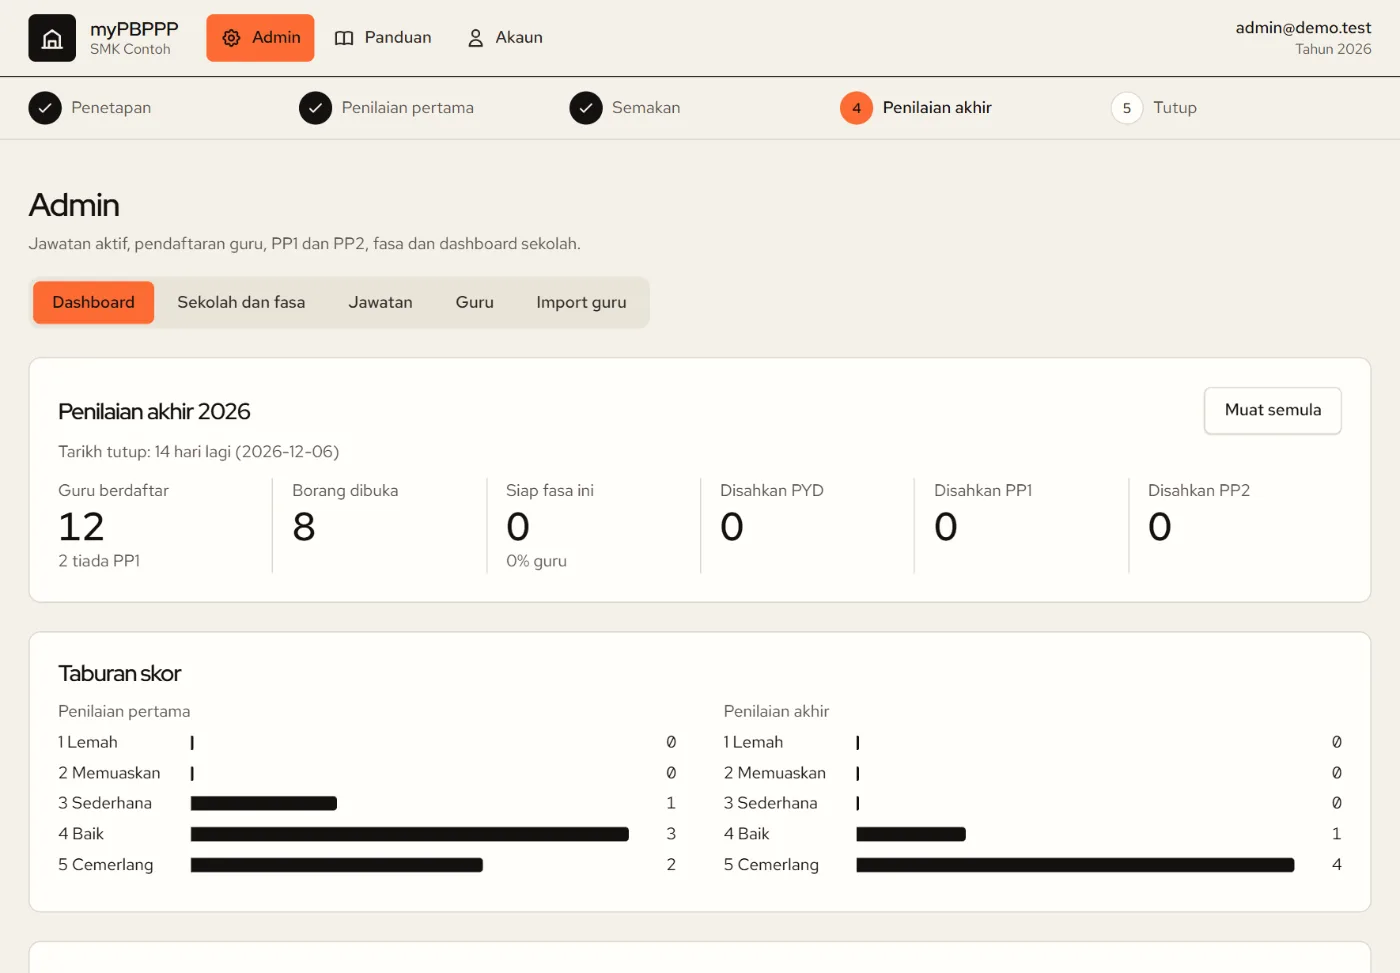 myPBPPP
SMK Contoh
Admin
Panduan
Akaun
admin@demo.test
Tahun 2026
Penetapan
Penilaian pertama
Semakan
4 Penilaian akhir
5 Tutup
Admin
Jawatan aktif, pendaftaran guru, PP1 dan PP2, fasa dan dashboard sekolah.
Dashboard
Sekolah dan fasa
Jawatan
Guru
Import guru
Penilaian akhir 2026
Muat semula
Tarikh tutup: 14 hari lagi (2026-12-06)
Guru berdaftar
12
2 tiada PP1
Borang dibuka
8
Siap fasa ini
0
0% guru
Disahkan PYD
0
Disahkan PP1
0
Disahkan PP2
0
Taburan skor
Penilaian pertama
1 Lemah 0
2 Memuaskan 0
3 Sederhana 1
4 Baik 3
5 Cemerlang 2
Penilaian akhir
1 Lemah 0
2 Memuaskan 0
3 Sederhana 0
4 Baik 1
5 Cemerlang 4